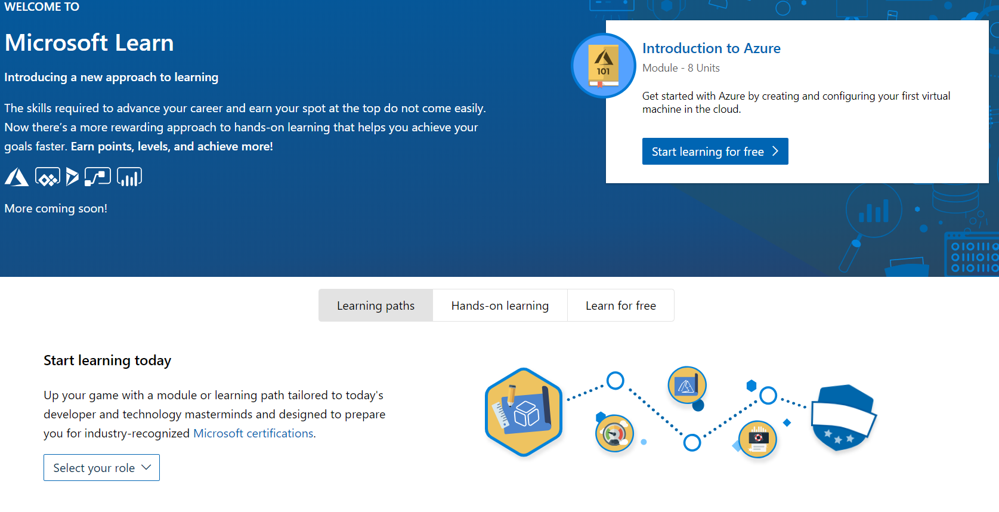 WELCOME TO
Microsoft Learn
Introducing a new approach to learning
The skills required to advance your career and earn your spot at the top do not come easily.
Now there’s a more rewarding approach to hands-on learning that helps you achieve your
goals faster. Earn points, levels, and achieve more!
More coming soon!
101
Introduction to Azure
Module - 8 Units
Get started with Azure by creating and configuring your first virtual
machine in the cloud.
Start learning for free
0101110
0111010
010110
Learning paths
Hands-on learning
Learn for free
Start learning today
Up your game with a module or learning path tailored to today's
developer and technology masterminds and designed to prepare
you for industry-recognized Microsoft certifications.
Select your role